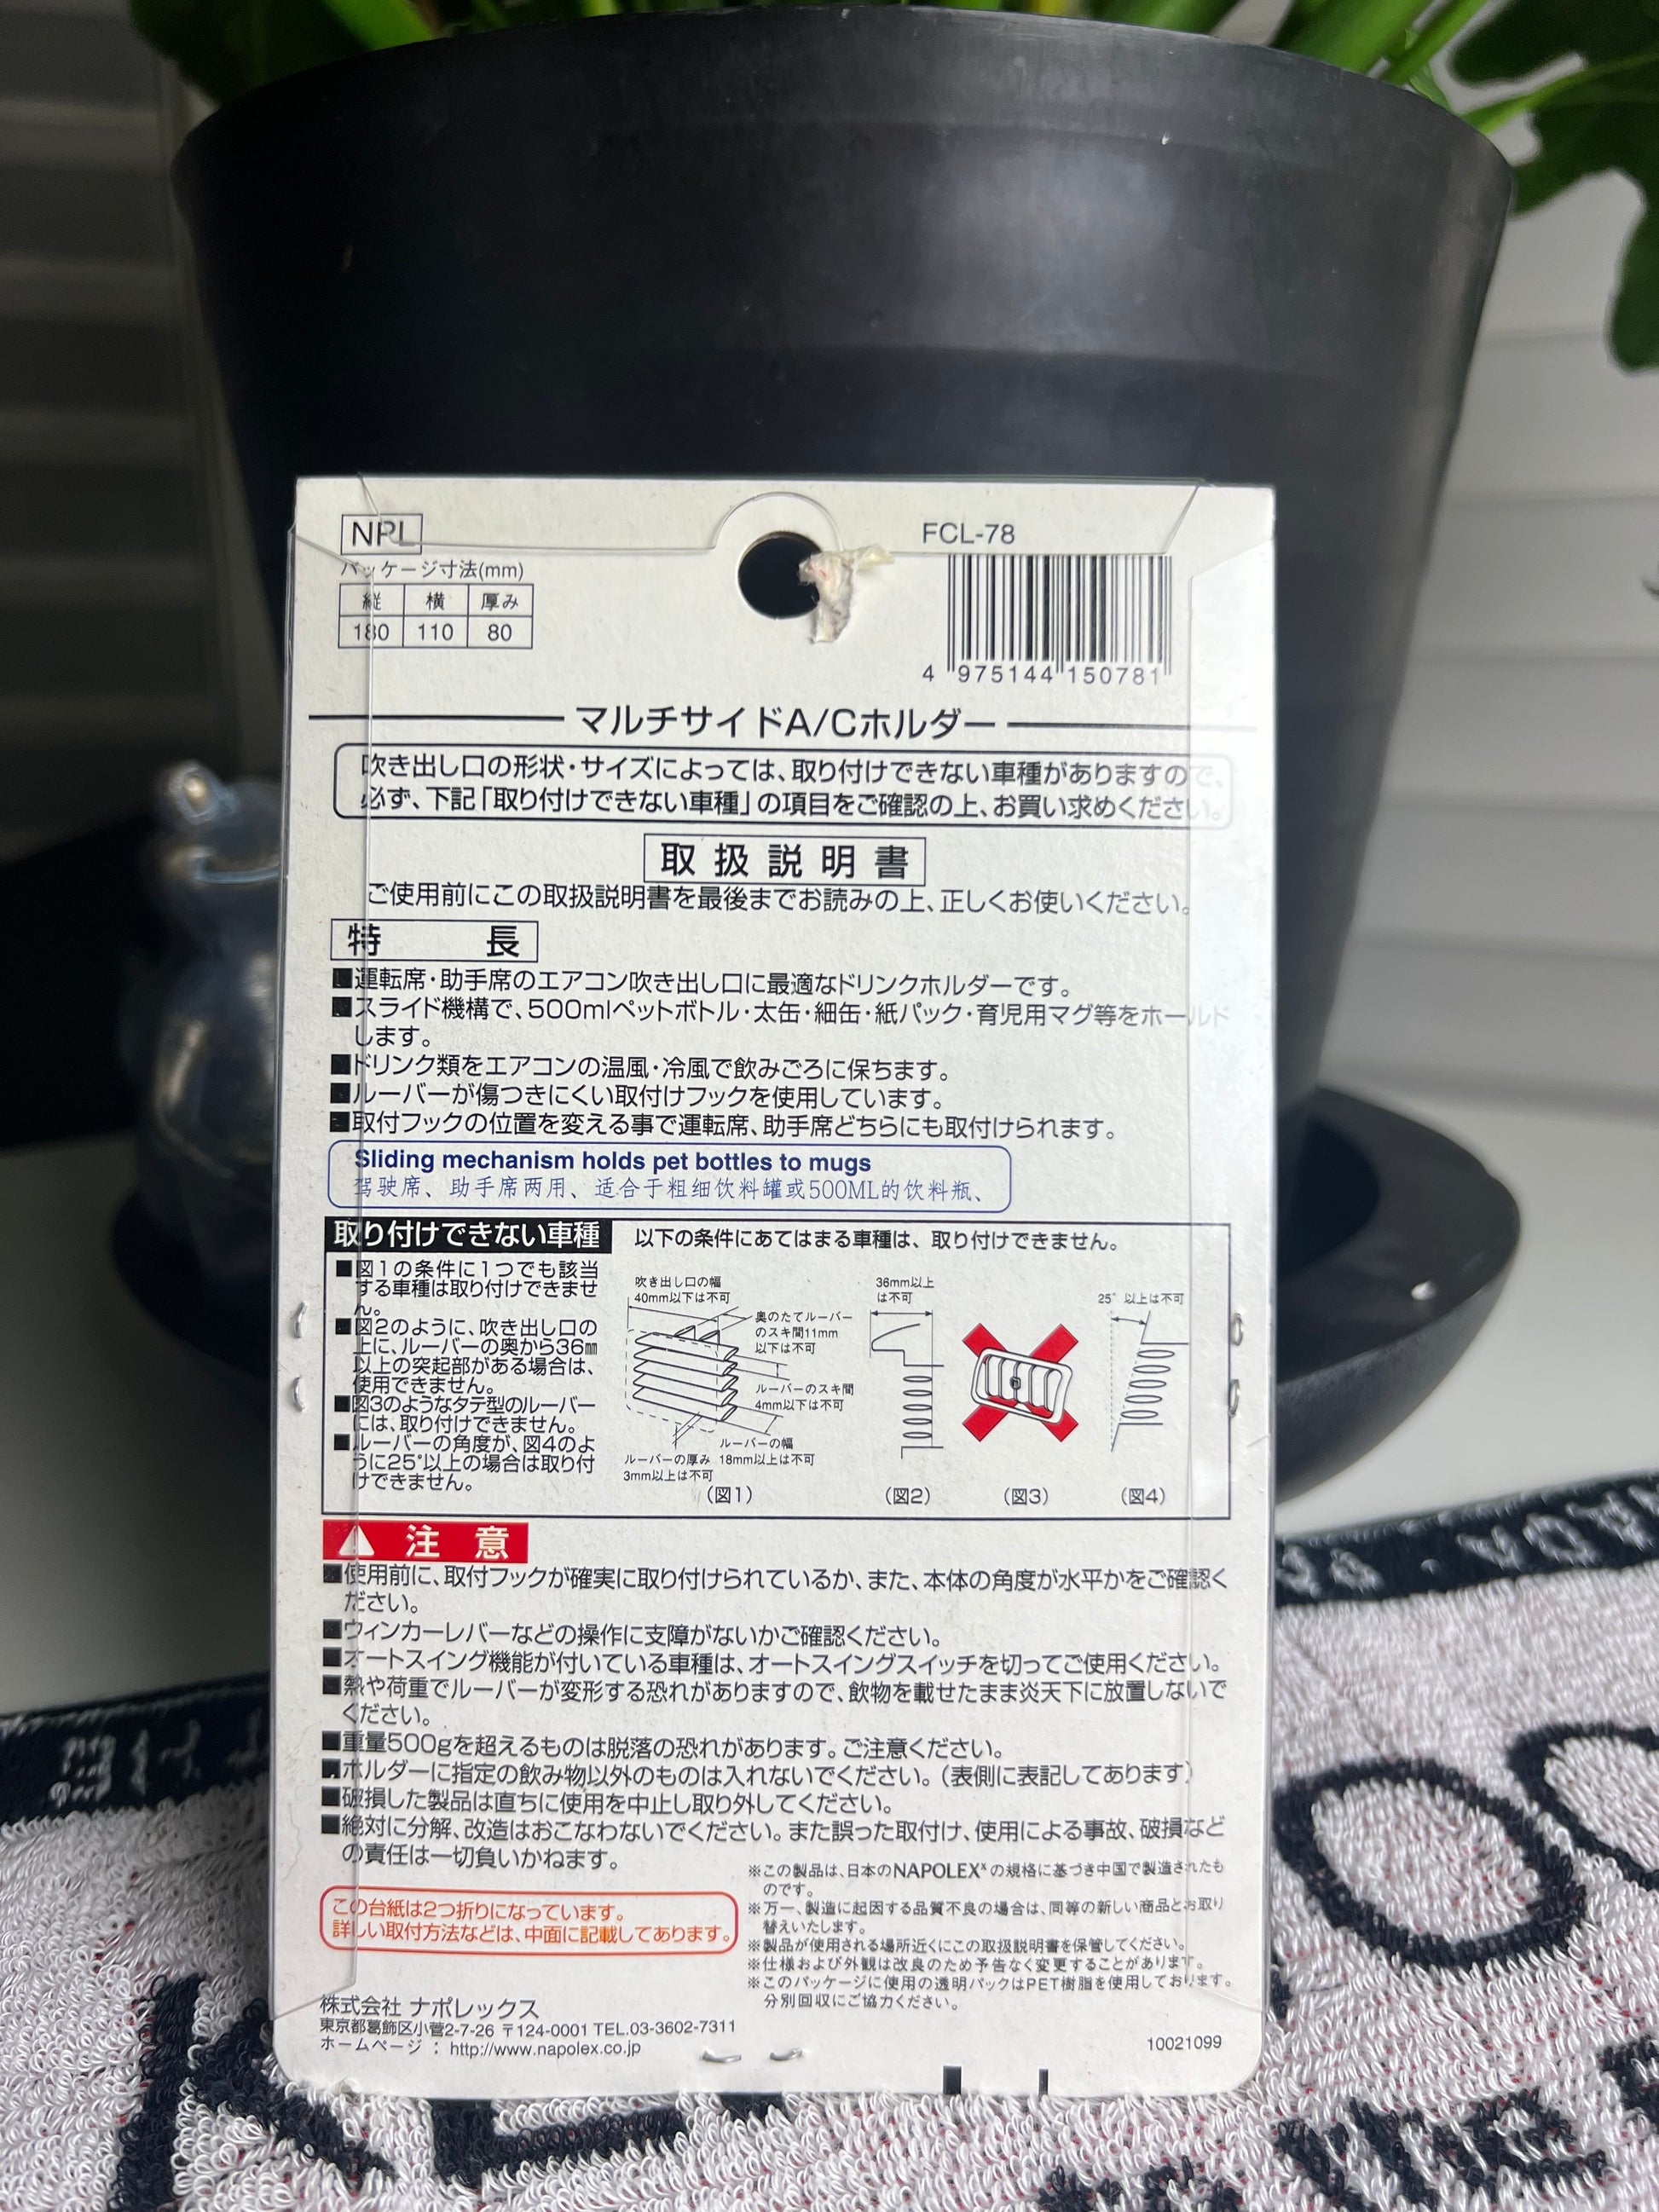 NPL
FCL-78
パッケージ寸法(mm)
縦 横 厚み
180 110 80
4 975144 150781
マルチサイドA/Cホルダー
吹き出し口の形状・サイズによっては、取り付けできない車種がありますので、
必ず、下記「取り付けできない車種」の項目をご確認の上、お買い求めください。
取扱説明書
ご使用前にこの取扱説明書を最後までお読みの上、正しくお使いください。
特長
■運転席・助手席のエアコン吹き出し口に最適なドリンクホルダーです。
■スライド機構で、500mlペットボトル・太缶・細缶・紙パック・育児用マグ等をホールド
します。
■ドリンク類をエアコンの温風・冷風で飲みごろに保ちます。
■ルーバーが傷つきにくい取付けフックを使用しています。
■取付フックの位置を変える事で運転席、助手席どちらにも取付けられます。
Sliding mechanism holds pet bottles to mugs
驾驶席、助手席两用、适合于粗细饮料罐或500ML的饮料瓶、
取り付けできない車種
以下の条件にあてはまる車種は、取り付けできません。
■図1の条件に1つでも該当
する車種は取り付けできませ
ん。
■図2のように、吹き出し口の
上に、ルーバーの奥から36㎜
以上の突起部がある場合は、
使用できません。
■図3のようなタテ型のルーバー
には、取り付けできません。
■ルーバーの角度が、図4のよ
うに25°以上の場合は取り付
けできません。
吹き出し口の幅
40mm以下は不可
奥のたてルーバー
のスキ間11mm
以下は不可
ルーバーのスキ間
4mm以下は不可
ルーバーの幅
18mm以上は不可
ルーバーの厚み
3mm以上は不可
(図1)
36mm以上
は不可
(図2)
(図3)
25°以上は不可
(図4)
注意
■使用前に、取付フックが確実に取り付けられているか、また、本体の角度が水平かをご確認く
ださい。
■ウィンカーレバーなどの操作に支障がないかご確認ください。
■オートスイング機能が付いている車種は、オートスイングスイッチを切ってご使用ください。
■熱や荷重でルーバーが変形する恐れがありますので、飲物を載せたまま炎天下に放置しないで
ください。
■重量500gを超えるものは脱落の恐れがあります。ご注意ください。
■ホルダーに指定の飲み物以外のものは入れないでください。(表側に表記してあります)
■破損した製品は直ちに使用を中止し取り外してください。
■絶対に分解、改造はおこなわないでください。また誤った取付け、使用による事故、破損など
の責任は一切負いかねます。
この台紙は2つ折りになっています。
詳しい取付方法などは、中面に記載してあります。
※この製品は、日本のNAPOLEXの規格に基づき中国で製造されたも
のです。
※万一、製造に起因する品質不良の場合は、同等の新しい商品とお取り
替えいたします。
※製品が使用される場所近くにこの取扱説明書を保管してください。
※仕様および外観は改良のため予告なく変更することがあります。
※このパッケージに使用の透明パックはPET樹脂を使用しております。
分別回収にご協力ください。
株式会社 ナポレックス
東京都葛飾区小菅2-7-26 〒124-0001 TEL.03-3602-7311
ホームページ : http://www.napolex.co.jp
10021099